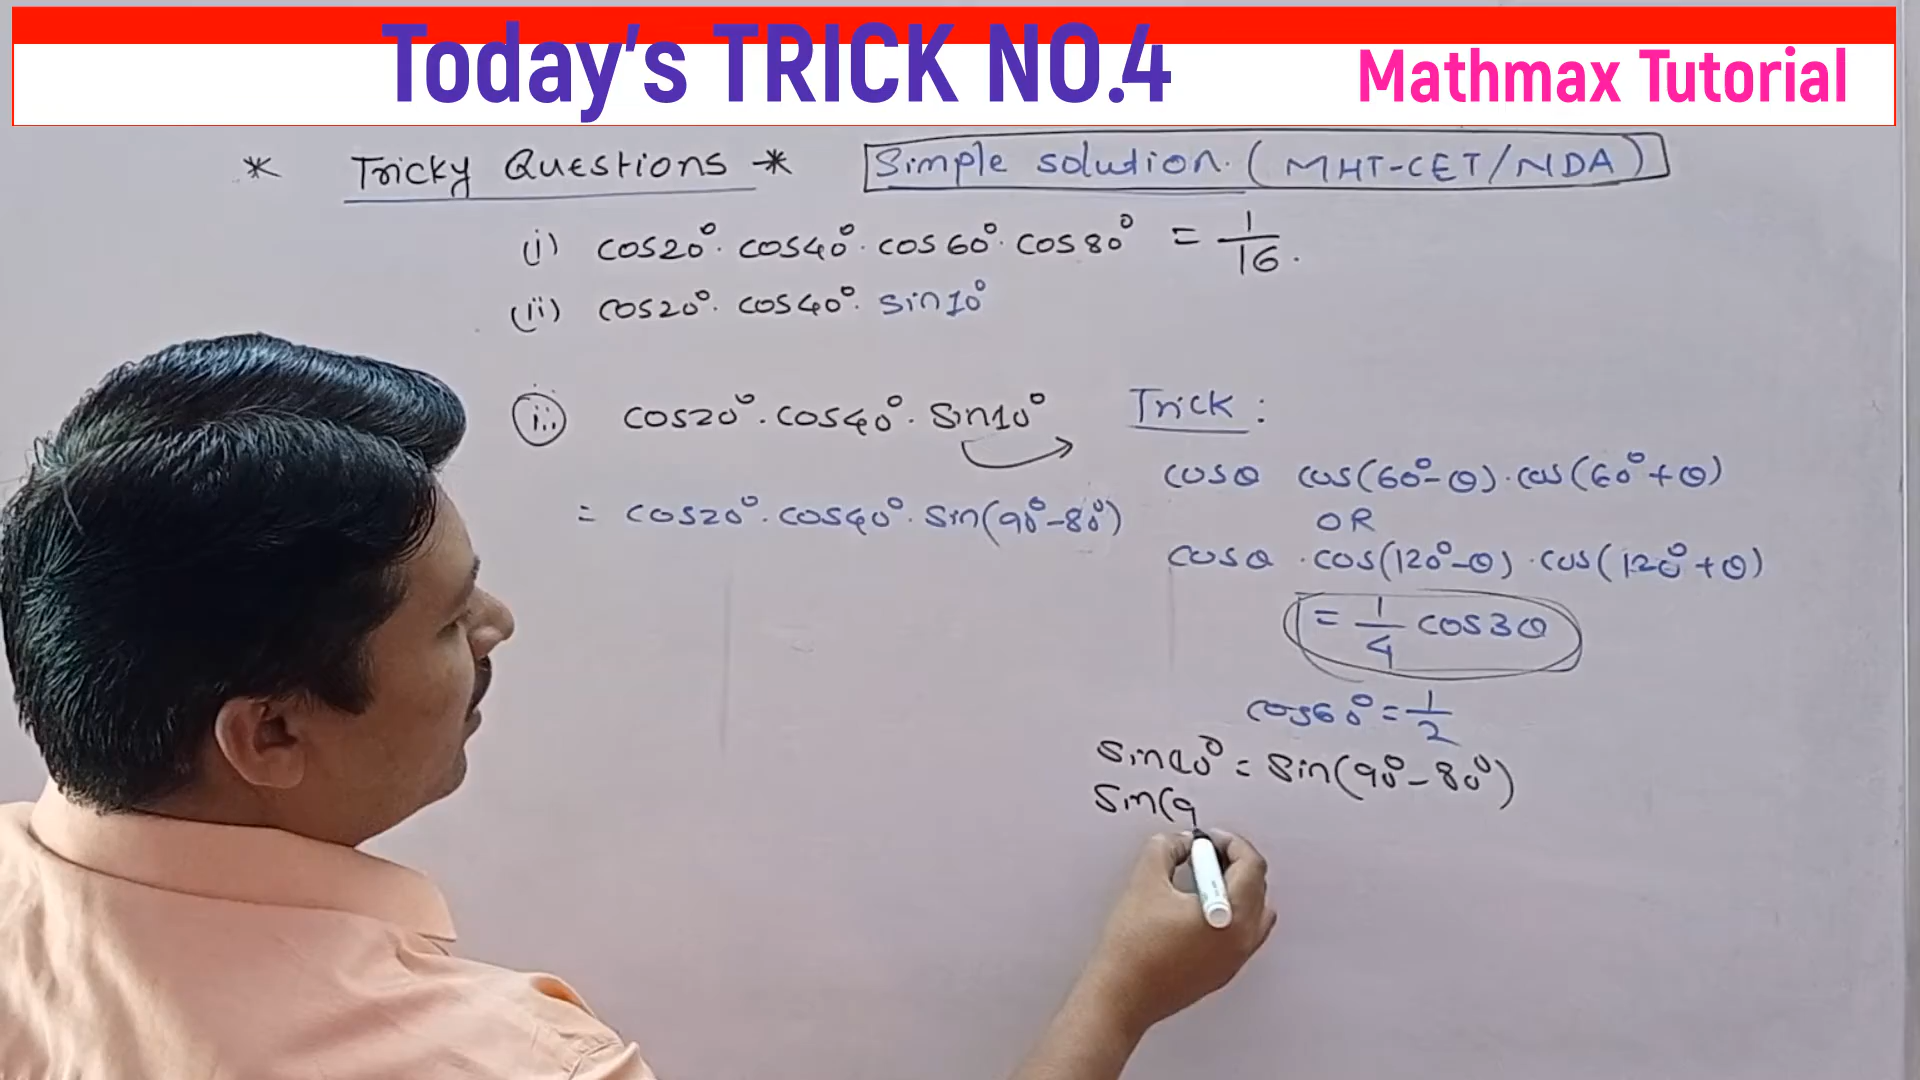 Today's TRICK NO.4
Mathmax Tutorial
* Tricky Questions * Simple solution. (MHT-CET/NDA)
(i) cos20°. cos40°. cos60°. cos80° = 1/16.
(ii) cos20°. cos40°. sin10°
(ii) cos20°. cos40°. sin10°
= cos20°. cos40°. sin(90°-80°)
Trick :
cosθ cos(60°-θ).cos(60°+θ)
OR
cosθ .cos(120°-θ) .cos(120°+θ)
= 1/4 cos3θ
cos60° = 1/2
sin10° = sin(90°-80°)
sin(9